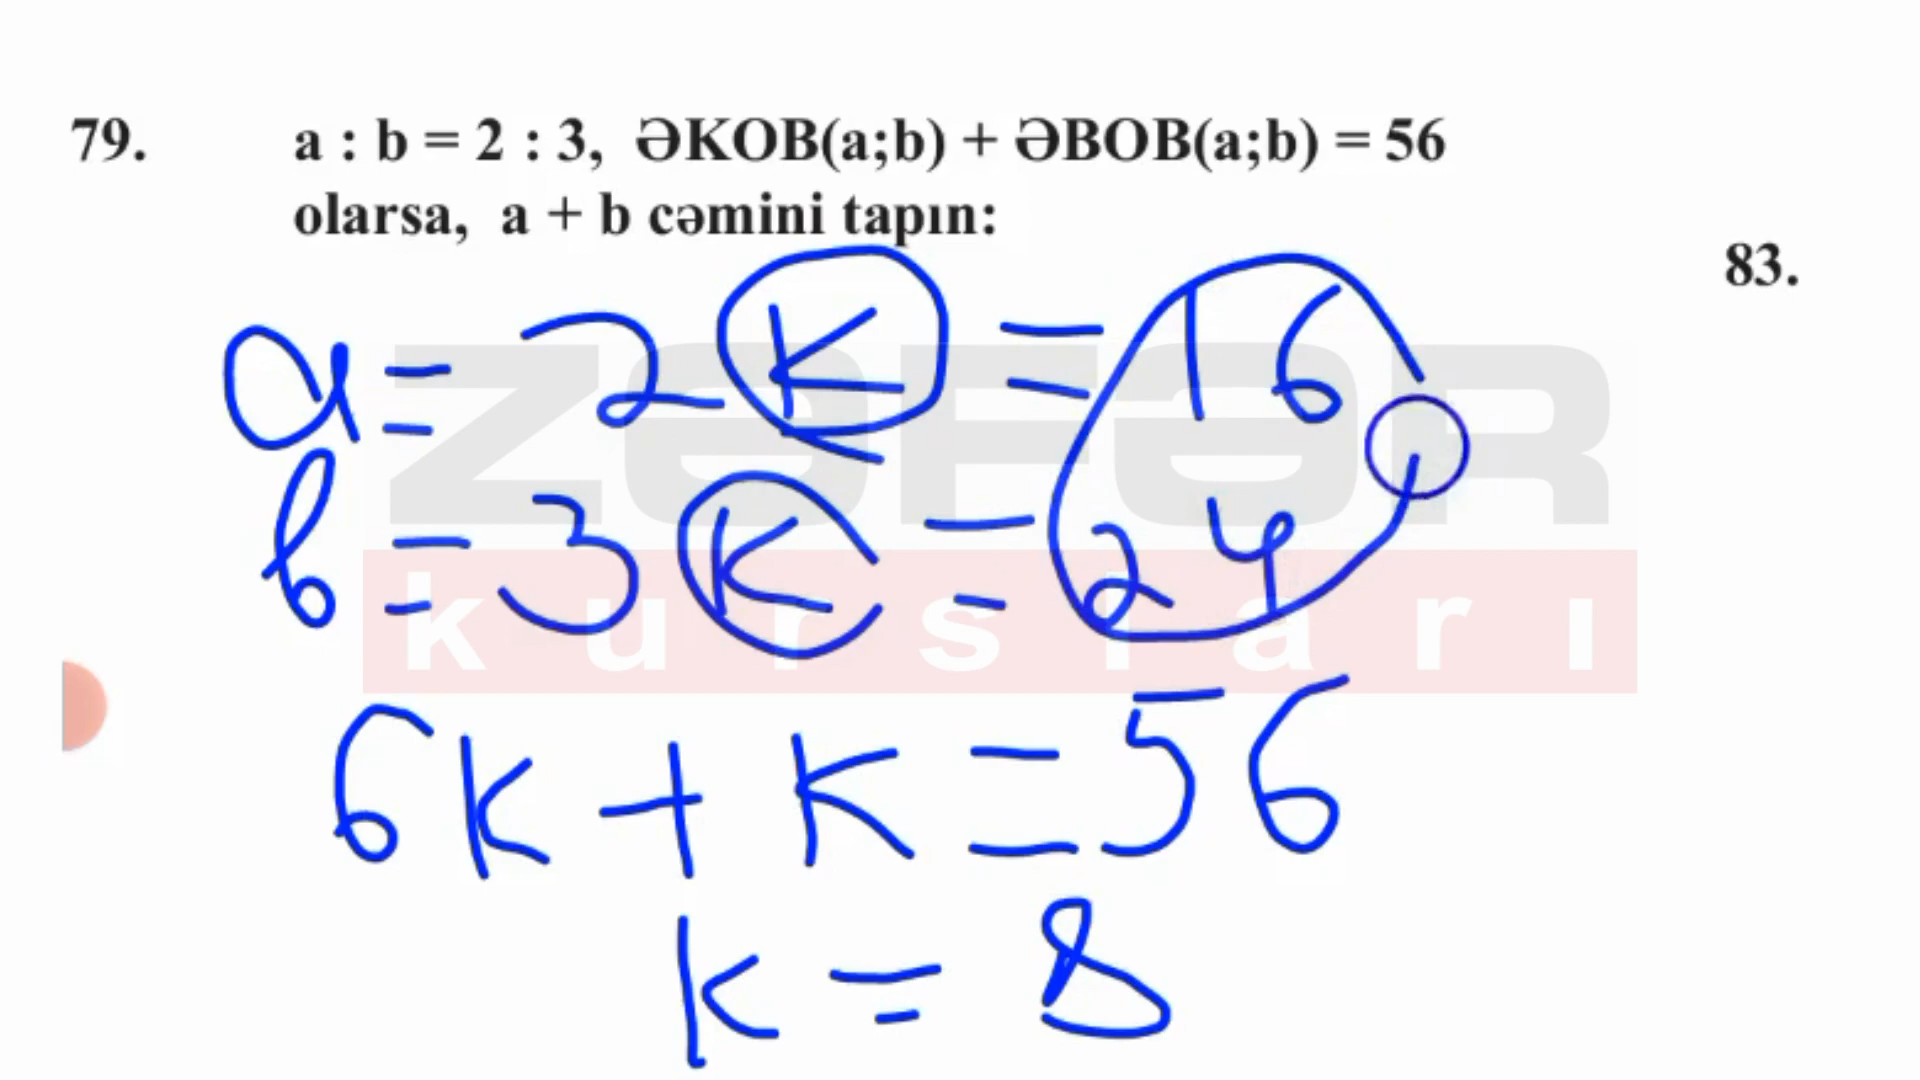 79. a : b = 2 : 3, ƏKOB(a;b) + ƏBOB(a;b) = 56
olarsa, a + b cəmini tapın:
83.
a = 2k = 16
b = 3k = 24
ZəFəR
kursları
6k + k = 56
k = 8